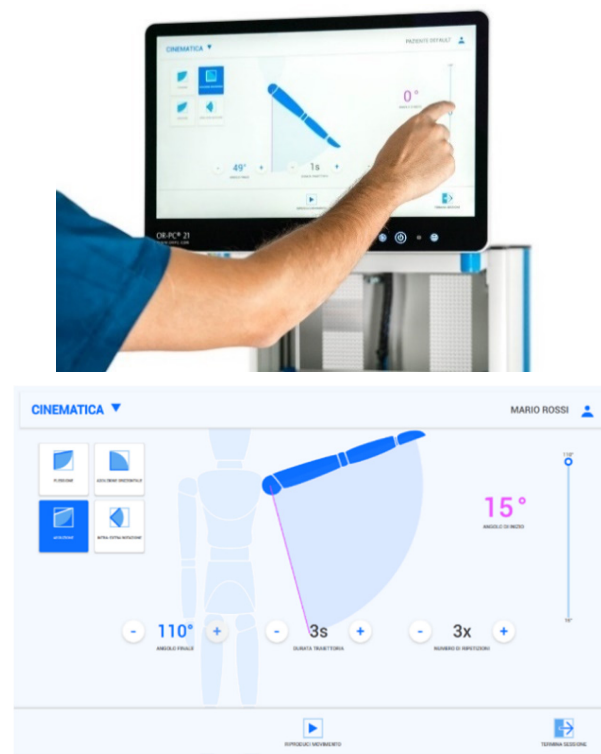 CINEMATICA ▼
PAZIENTE DEFAULT
0°
- 49° +
- 1s +
TERMINA SESSIONE
OR-PC® 21
CINEMATICA ▼
MARIO ROSSI
FLESSIONE
ADDUZIONE ORIZZONTALE
ABDUZIONE
INTRA-EXTRA ROTAZIONE
110°
15°
ANGOLO DI INIZIO
10°
- 110° +
- 3s +
- 3x +
ANGOLO FINALE
DURATA TRAIETTORIA
NUMERO DI RIPETIZIONI
RIPRODUCI MOVIMENTO
TERMINA SESSIONE